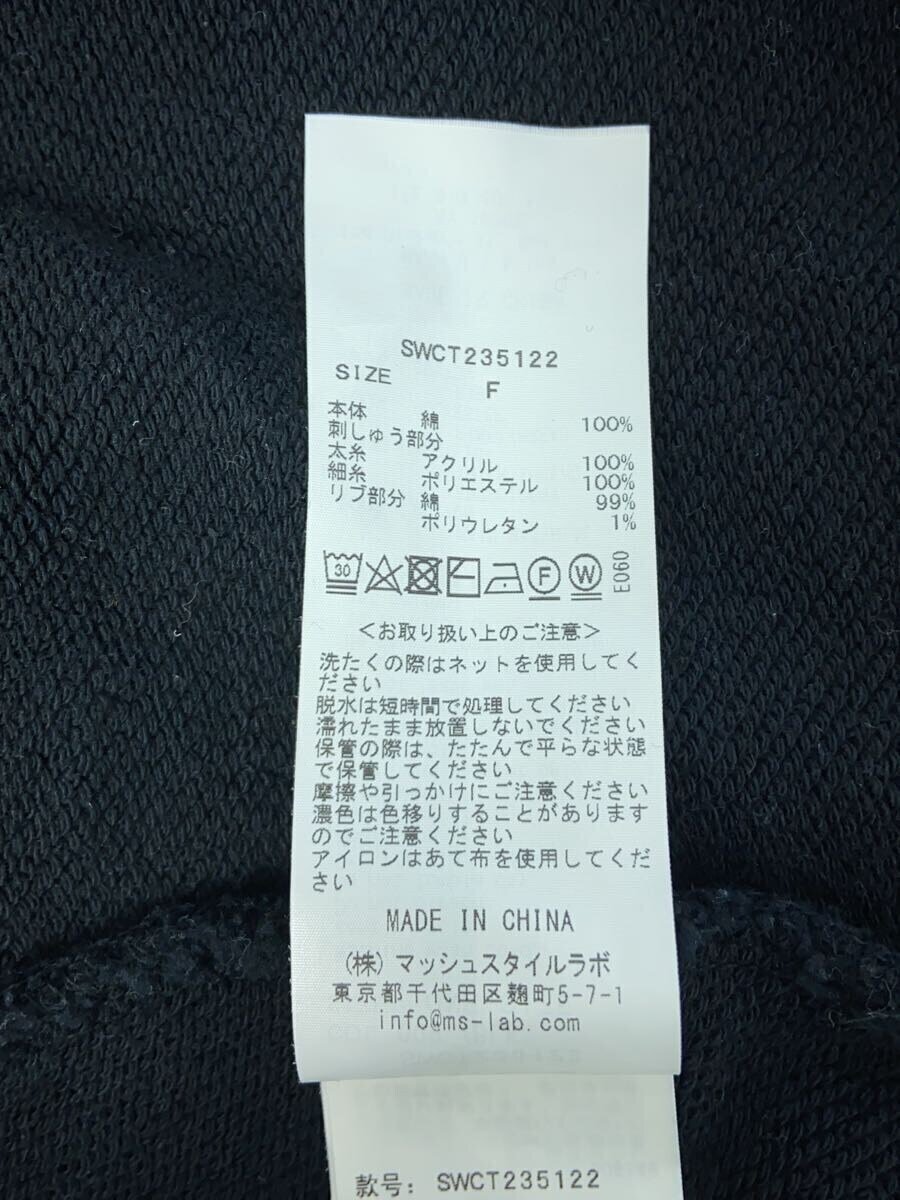 SWCT235122
SIZE F
本体 綿 100%
刺しゅう部分
太糸 アクリル 100%
細糸 ポリエステル 100%
リブ部分 綿 99%
ポリウレタン 1%
30 F W E060
<お取り扱い上のご注意>
洗たくの際はネットを使用してく
ださい
脱水は短時間で処理してください
濡れたまま放置しないでください
保管の際は、たたんで平らな状態
で保管してください
摩擦や引っかけにご注意ください
濃色は色移りすることがあります
のでご注意ください
アイロンはあて布を使用してくだ
さい
MADE IN CHINA
(株)マッシュスタイルラボ
東京都千代田区麹町5-7-1
info@ms-lab.com
款号: SWCT235122